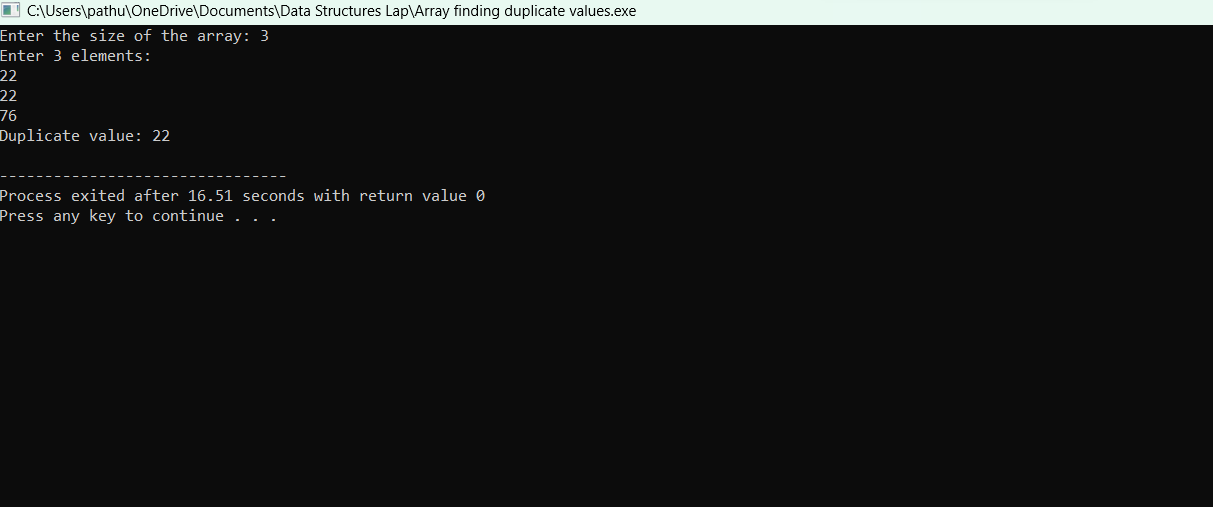 C:\Users\pathu\OneDrive\Documents\Data Structures Lap\Array finding duplicate values.exe
Enter the size of the array: 3
Enter 3 elements:
22
22
76
Duplicate value: 22
--------------------------------
Process exited after 16.51 seconds with return value 0
Press any key to continue . . .